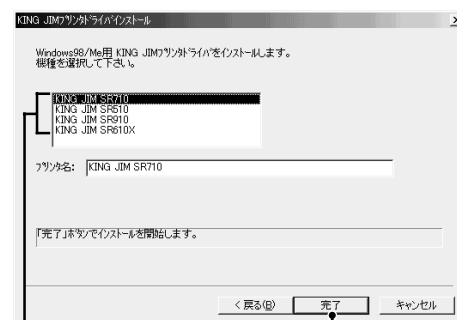 KING JIMﾌﾟﾘﾝﾀﾄﾞﾗｲﾊﾞｲﾝｽﾄｰﾙ
Windows98/Me用 KING JIMﾌﾟﾘﾝﾀﾄﾞﾗｲﾊﾞをｲﾝｽﾄｰﾙします。
機種を選択して下さい。
KING JIM SR710
KING JIM SR510
KING JIM SR910
KING JIM SR610X
ﾌﾟﾘﾝﾀ名: KING JIM SR710
「完了」ﾎﾞﾀﾝでｲﾝｽﾄｰﾙを開始します。
< 戻る(B) 完了 ｷｬﾝｾﾙ